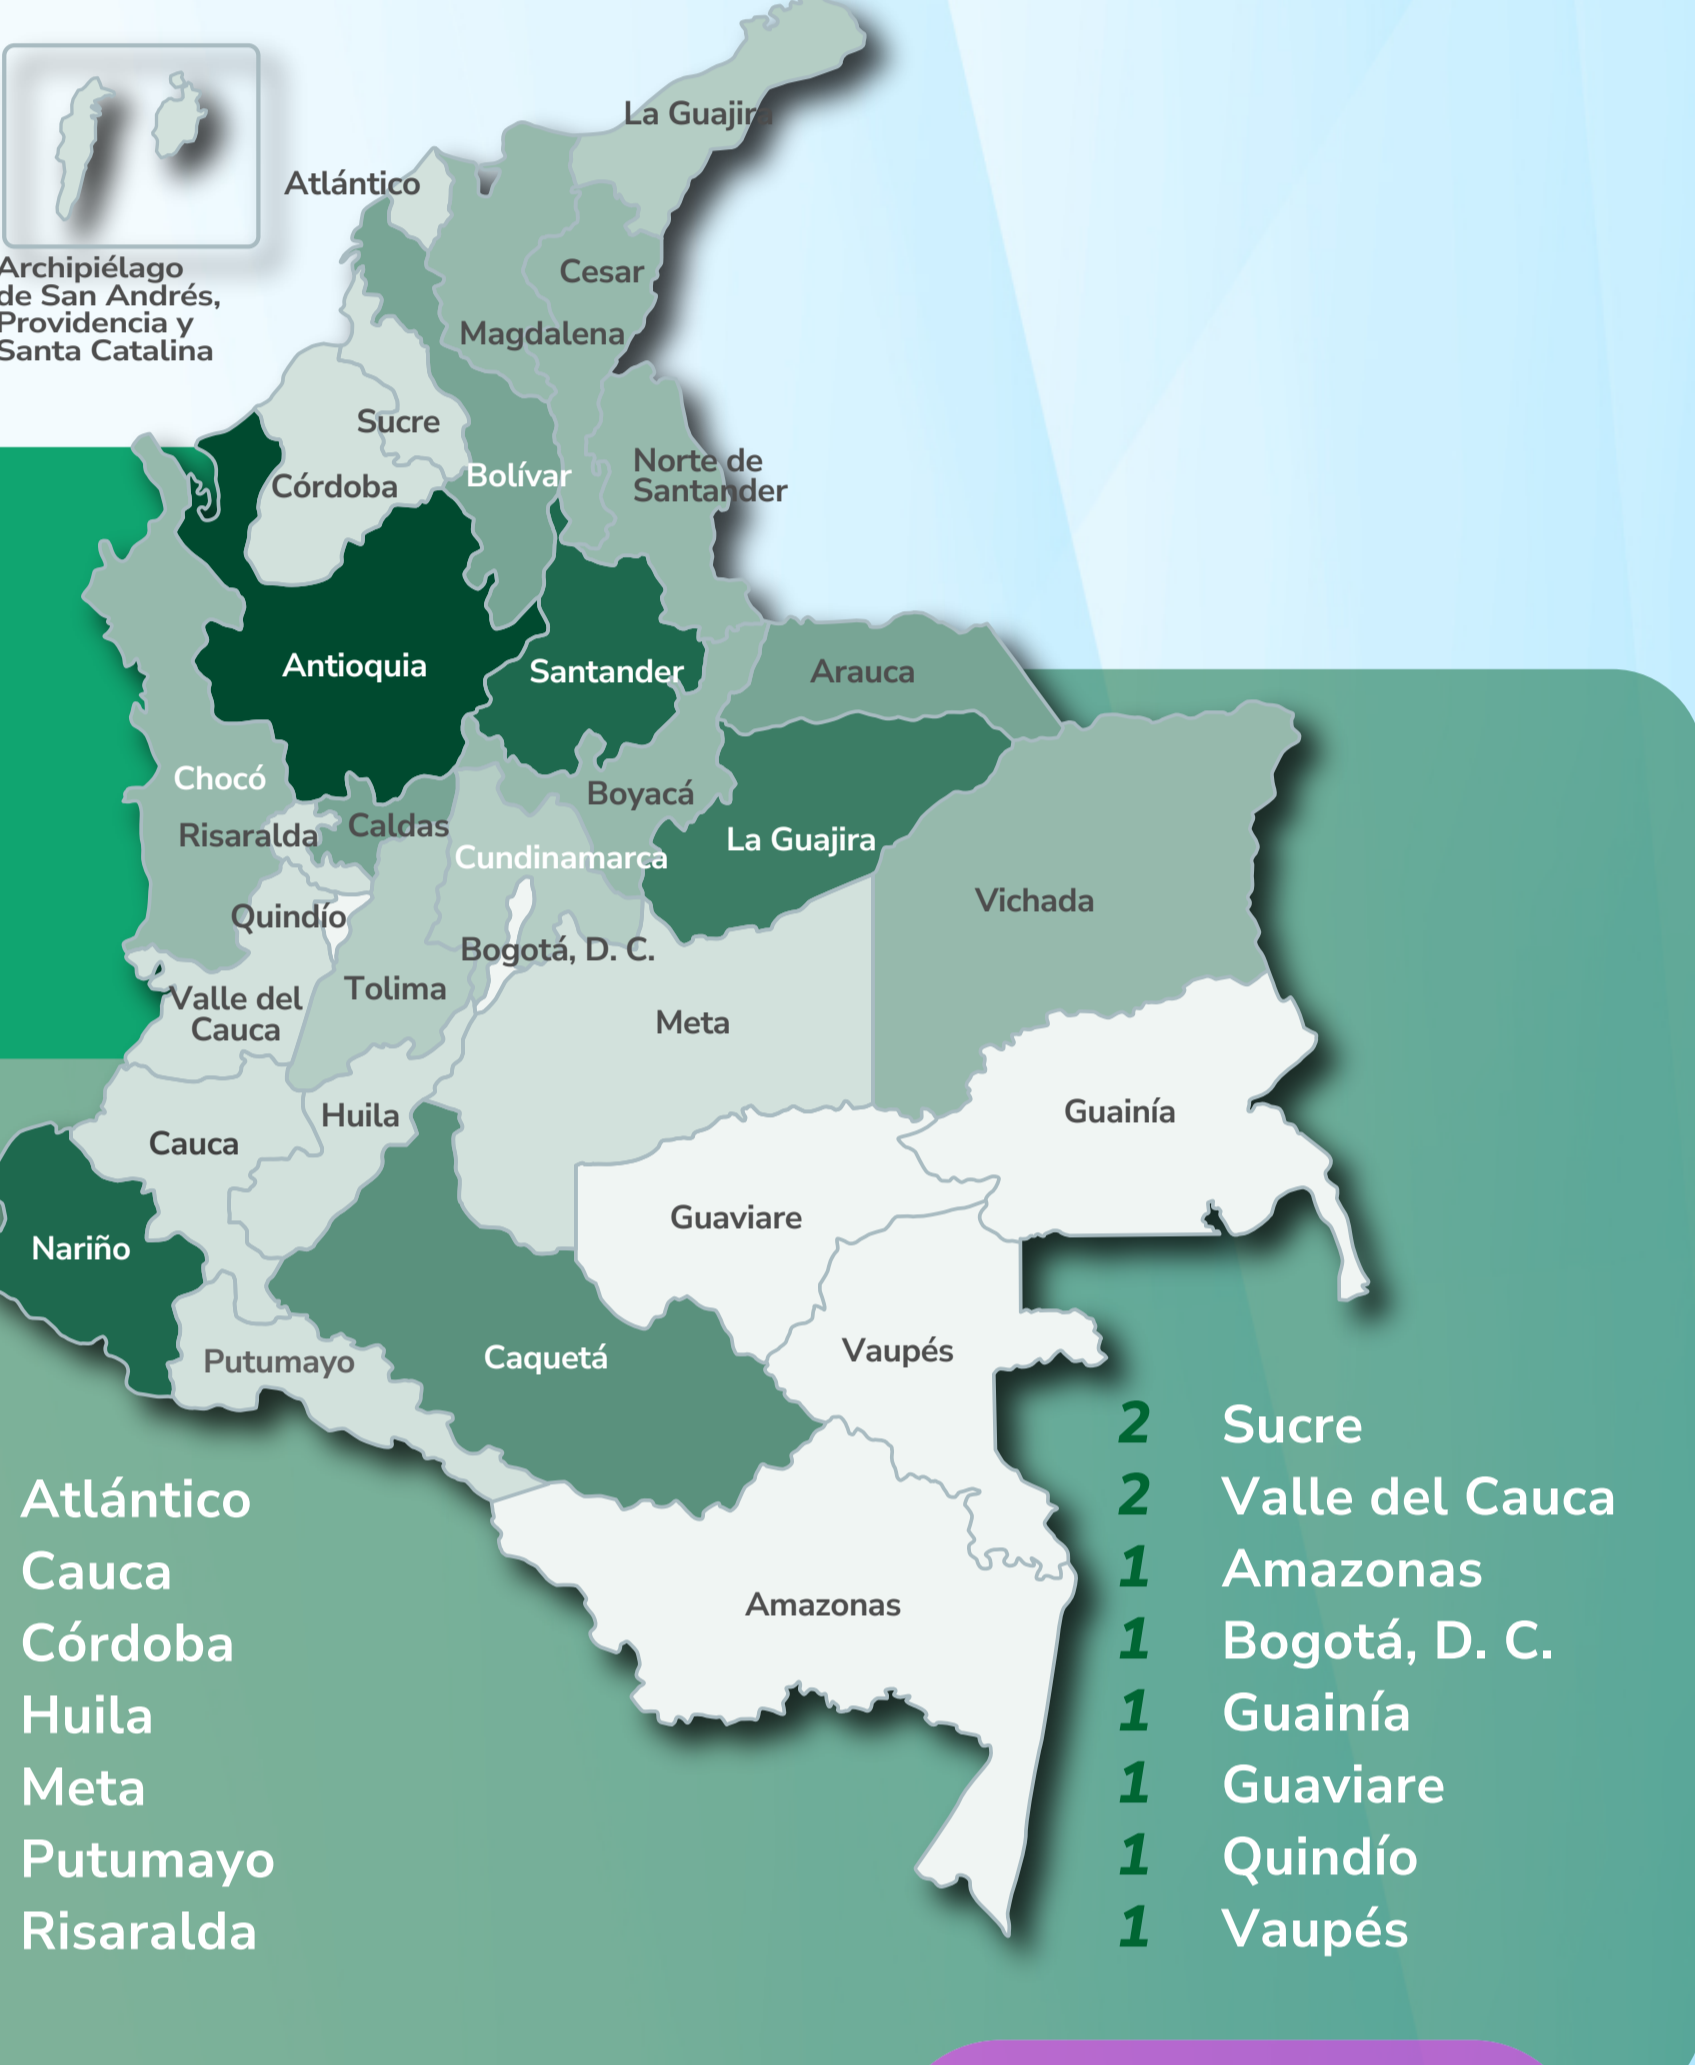 La Guajira
Atlántico
Archipiélago
de San Andrés,
Providencia y
Santa Catalina
Cesar
Magdalena
Sucre
Córdoba
Bolívar
Norte de
Santander
Antioquia
Santander
Arauca
Chocó
Boyacá
Risaralda
Caldas
Cundinamarca
La Guajira
Vichada
Quindío
Bogotá, D. C.
Tolima
Valle del
Cauca
Meta
Huila
Cauca
Guainía
Guaviare
Nariño
Putumayo
Caquetá
Vaupés
Amazonas
Atlántico
Cauca
Córdoba
Huila
Meta
Putumayo
Risaralda
2 Sucre
2 Valle del Cauca
1 Amazonas
1 Bogotá, D. C.
1 Guainía
1 Guaviare
1 Quindío
1 Vaupés